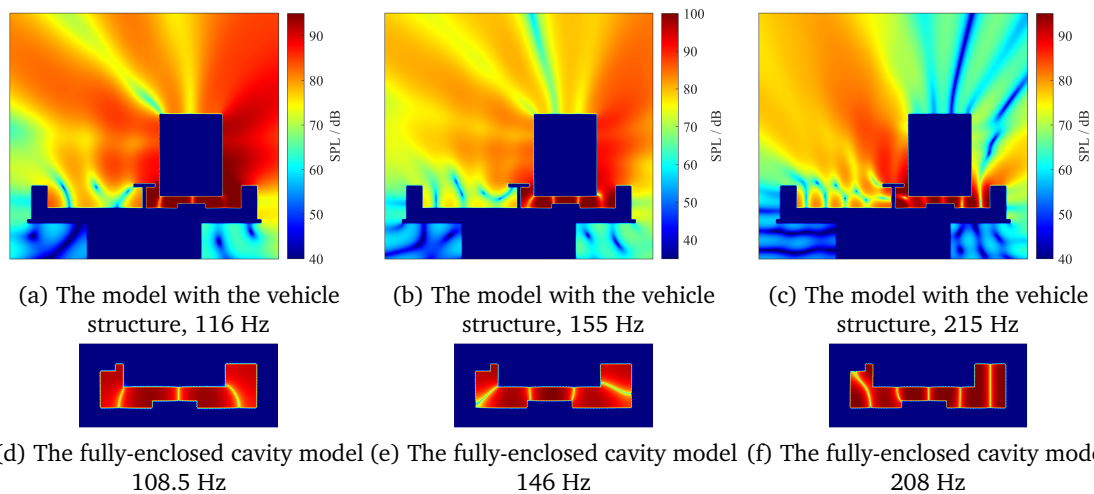 90
80
70
60
50
40
SPL / dB
100
90
80
70
60
50
40
SPL / dB
90
80
70
60
50
40
SPL / dB
(a) The model with the vehicle
structure, 116 Hz
(b) The model with the vehicle
structure, 155 Hz
(c) The model with the vehicle
structure, 215 Hz
(d) The fully-enclosed cavity model
108.5 Hz
(e) The fully-enclosed cavity model
146 Hz
(f) The fully-enclosed cavity mode
208 Hz